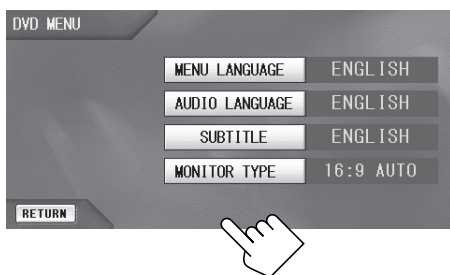 DVD MENU
MENU LANGUAGE ENGLISH
AUDIO LANGUAGE ENGLISH
SUBTITLE ENGLISH
MONITOR TYPE 16:9 AUTO
RETURN